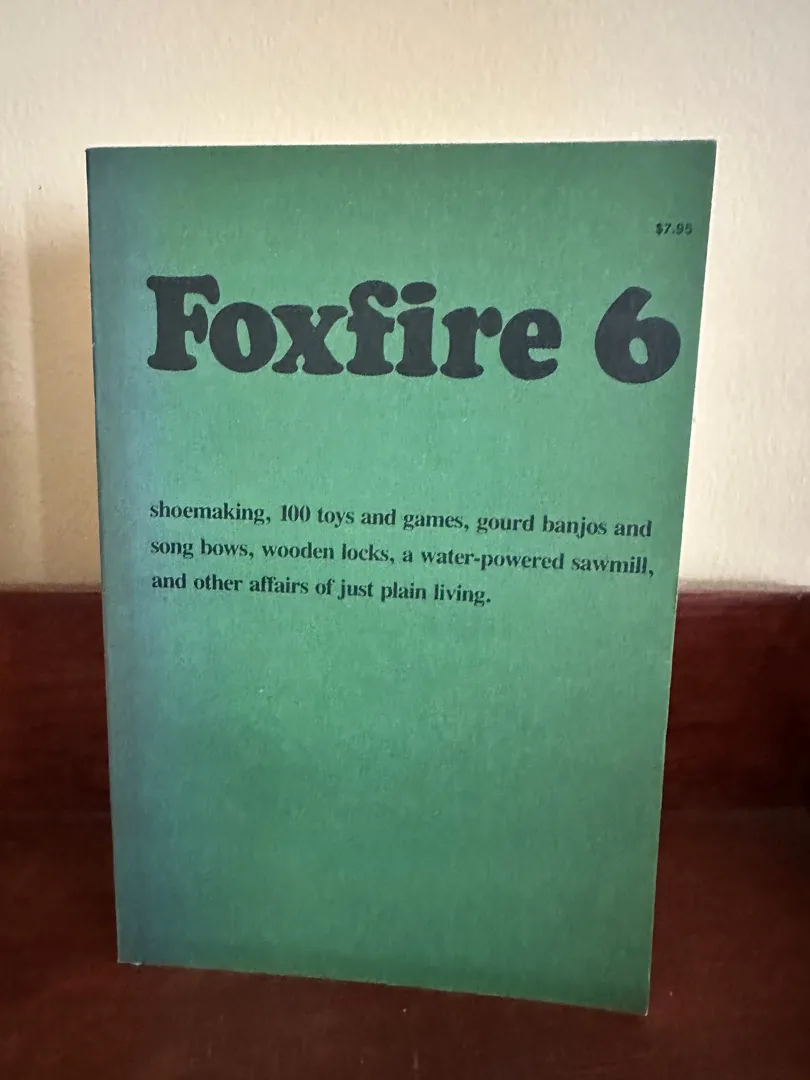 $7.95
Foxfire 6
shoemaking, 100 toys and games, gourd banjos and
song bows, wooden locks, a water-powered sawmill,
and other affairs of just plain living.